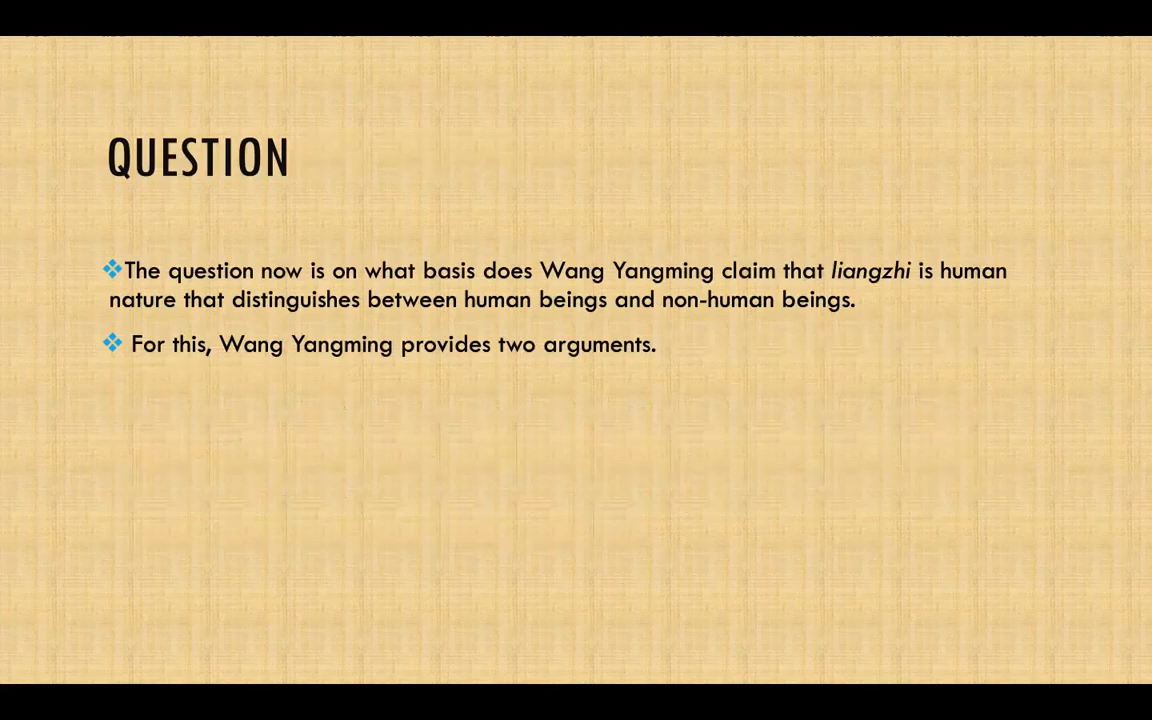 QUESTION
The question now is on what basis does Wang Yangming claim that liangzhi is human
nature that distinguishes between human beings and non-human beings.
For this, Wang Yangming provides two arguments.